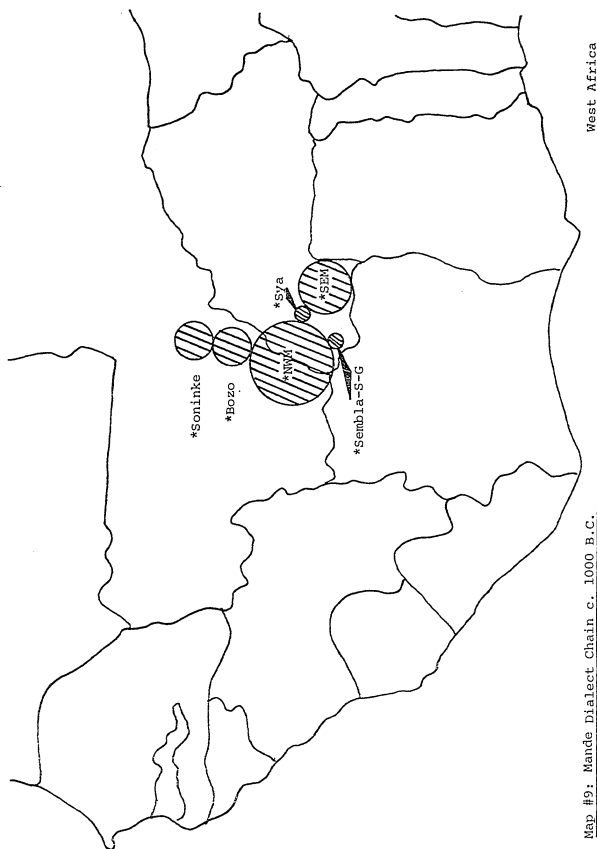 West Africa
*Soninke
*Bozo
*Sya
*NWM
*SEM
*Sembla-S-G
Map #9: Mande Dialect Chain c. 1000 B.C.